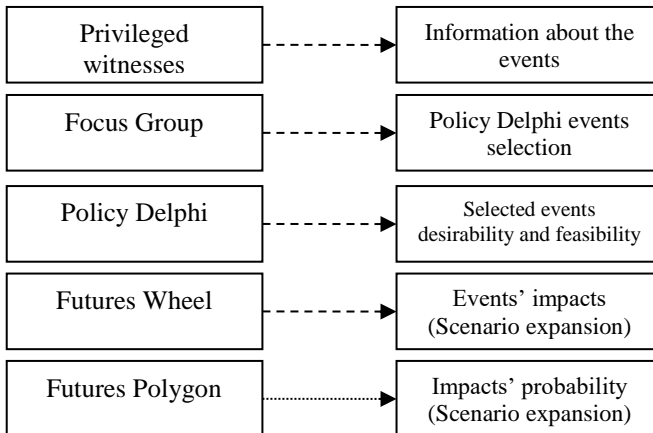 Privileged
witnesses
Information about the
events
Focus Group
Policy Delphi events
selection
Policy Delphi
Selected events
desirability and feasibility
Futures Wheel
Events’ impacts
(Scenario expansion)
Futures Polygon
Impacts’ probability
(Scenario expansion)